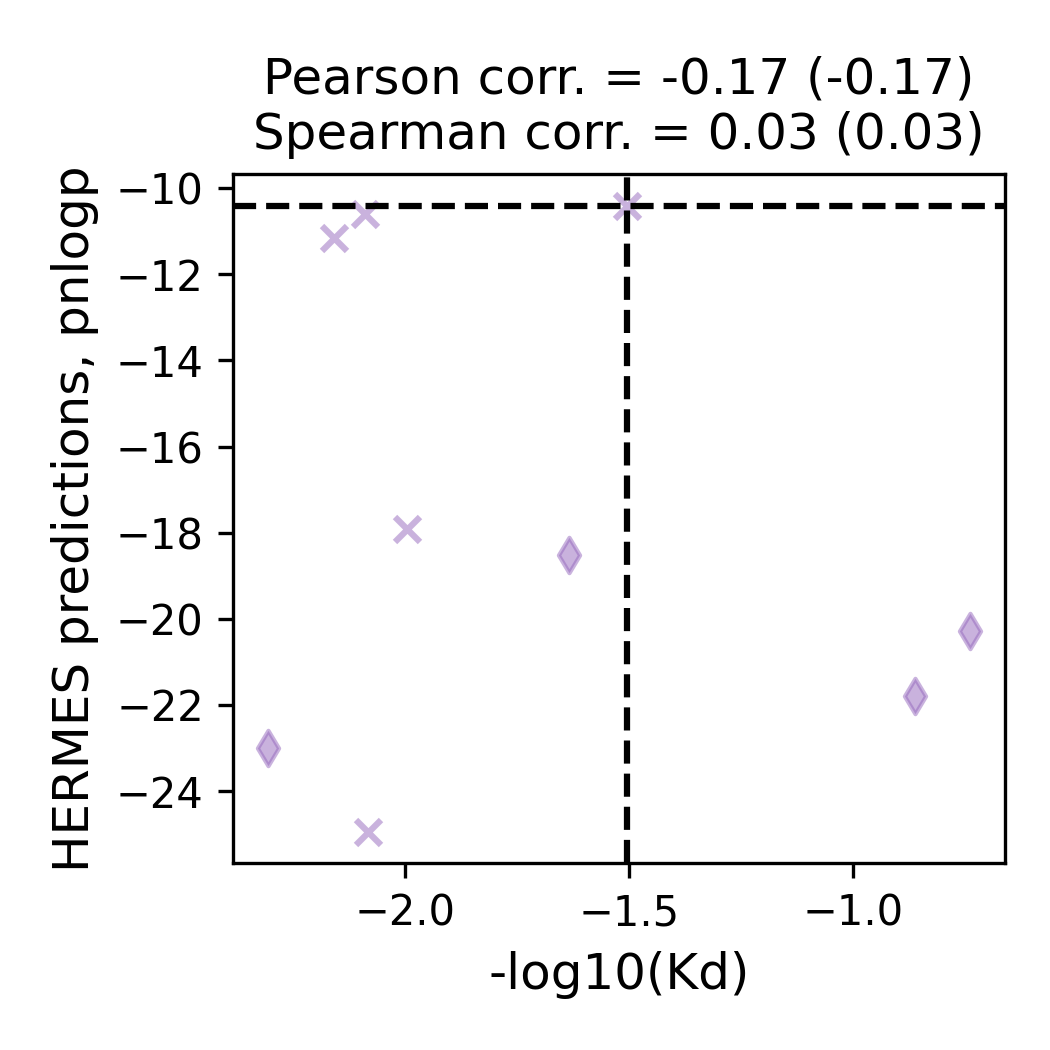 Pearson corr. = -0.17 (-0.17)
Spearman corr. = 0.03 (0.03)
HERMES predictions, pnlogp
−10
−12
−14
−16
−18
−20
−22
−24
−2.0
−1.5
−1.0
-log10(Kd)